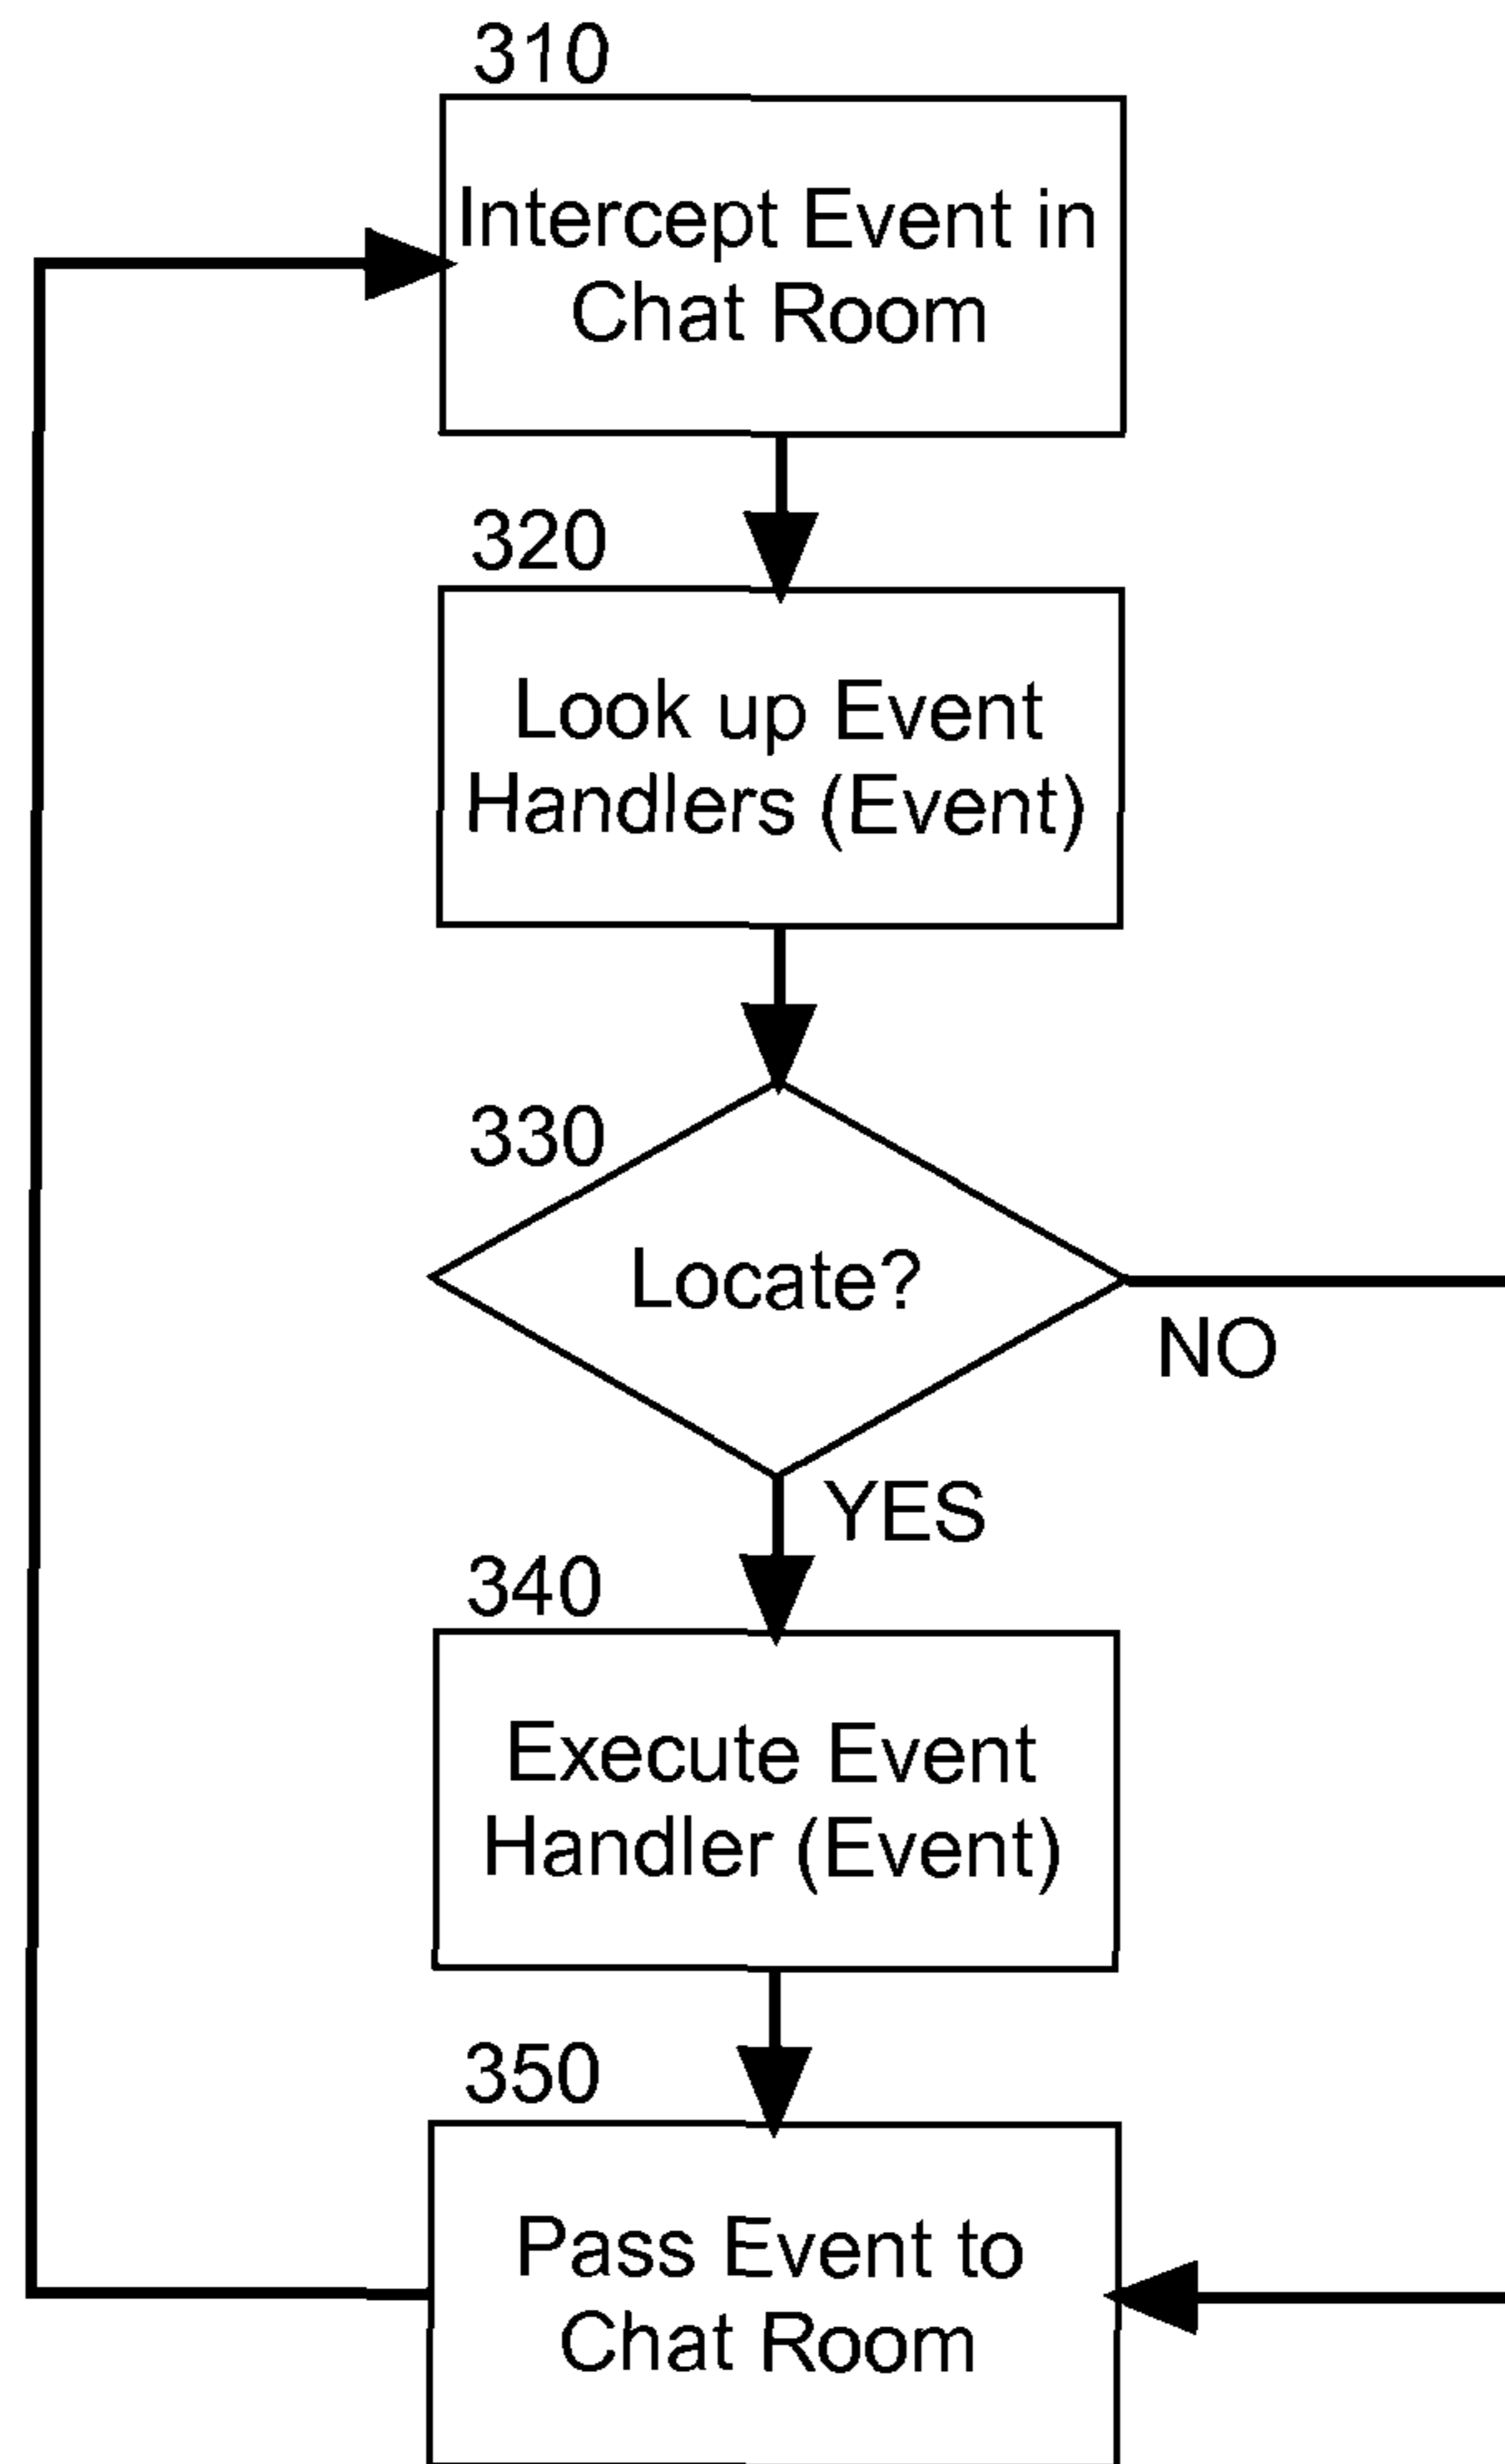 310
Intercept Event in
Chat Room
320
Look up Event
Handlers (Event)
330
Locate?
NO
YES
340
Execute Event
Handler (Event)
350
Pass Event to
Chat Room